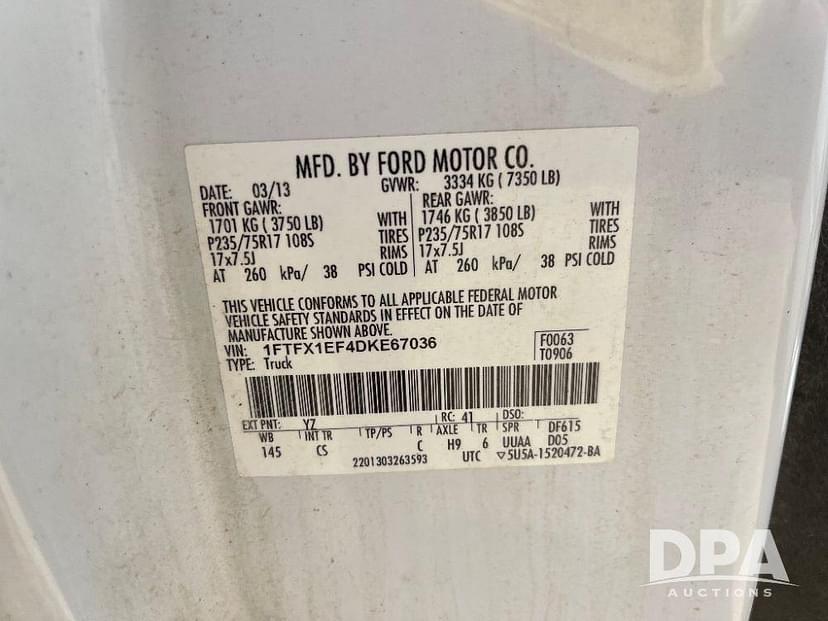 MFD. BY FORD MOTOR CO.
DATE: 03/13 GVWR: 3334 KG ( 7350 LB)
FRONT GAWR: REAR GAWR:
1701 KG ( 3750 LB) WITH 1746 KG ( 3850 LB) WITH
P235/75R17 108S TIRES P235/75R17 108S TIRES
17x7.5J RIMS 17x7.5J RIMS
AT 260 kPa/ 38 PSI COLD AT 260 kPa/ 38 PSI COLD
THIS VEHICLE CONFORMS TO ALL APPLICABLE FEDERAL MOTOR
VEHICLE SAFETY STANDARDS IN EFFECT ON THE DATE OF
MANUFACTURE SHOWN ABOVE.
VIN: 1FTFX1EF4DKE67036 F0063
TYPE: Truck T0906
EXT PNT: YZ RC: 41 DSO:
WB INT TR TP/PS R AXLE TR SPR DF615
145 CS C H9 6 UUAA D05
2201303263593 UTC ▽5U5A-1520472-BA
DPA
AUCTIONS